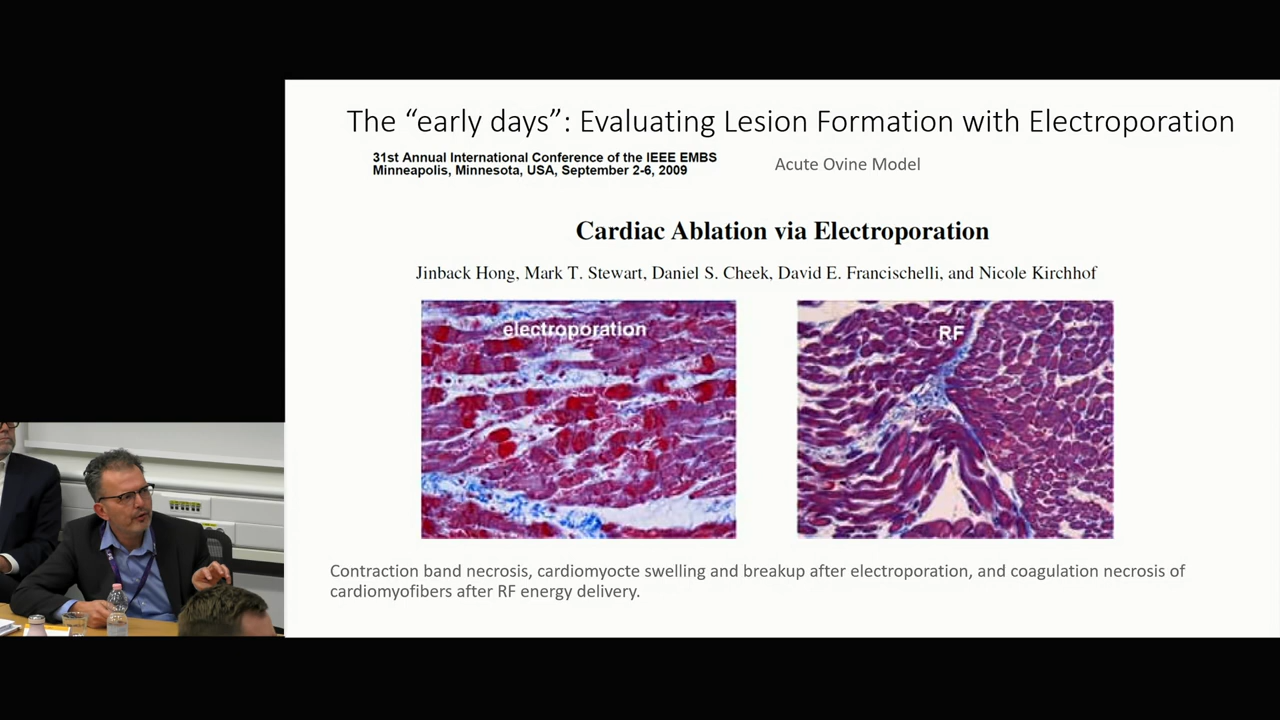 The “early days”: Evaluating Lesion Formation with Electroporation
31st Annual International Conference of the IEEE EMBS
Minneapolis, Minnesota, USA, September 2-6, 2009
Acute Ovine Model
Cardiac Ablation via Electroporation
Jinback Hong, Mark T. Stewart, Daniel S. Cheek, David E. Francischelli, and Nicole Kirchhof
electroporation
RF
Contraction band necrosis, cardiomyocte swelling and breakup after electroporation, and coagulation necrosis of
cardiomyofibers after RF energy delivery.